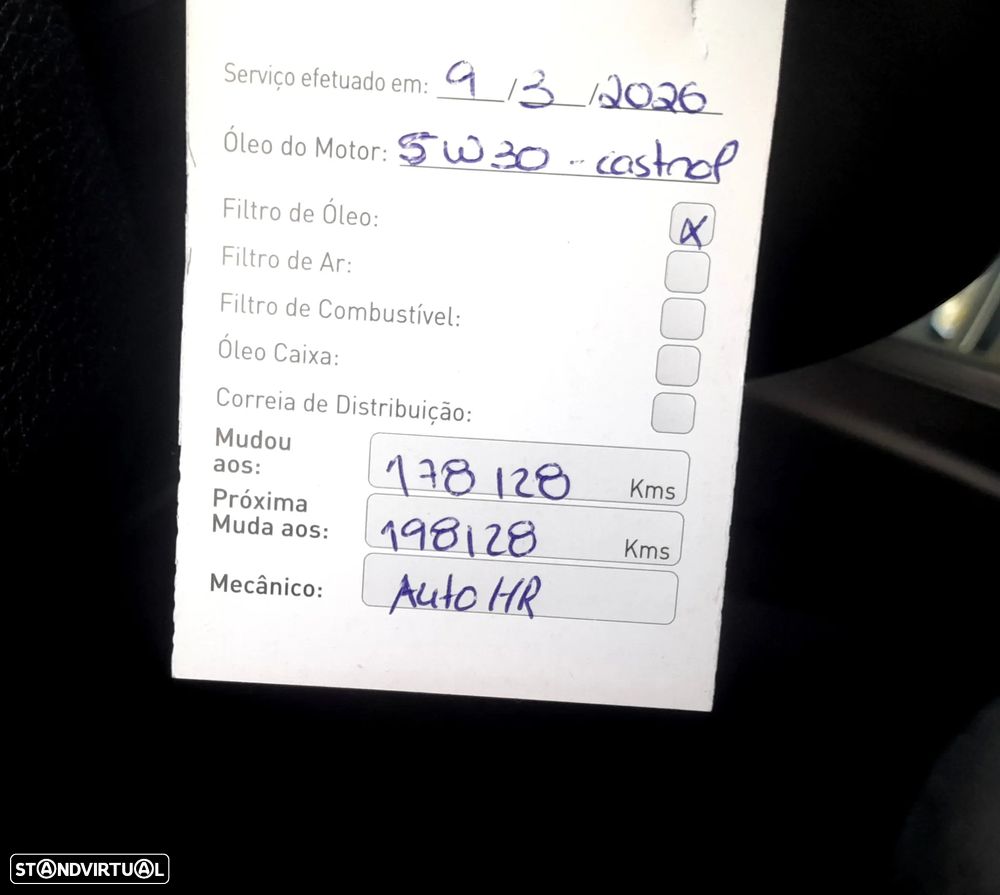 Serviço efetuado em: 9 / 3 / 2026
Óleo do Motor: 5W30 - castrol
Filtro de Óleo: X
Filtro de Ar:
Filtro de Combustível:
Óleo Caixa:
Correia de Distribuição:
Mudou
aos: 178 128 Kms
Próxima
Muda aos: 198128 Kms
Mecânico: Auto HR
STANDVIRTUAL